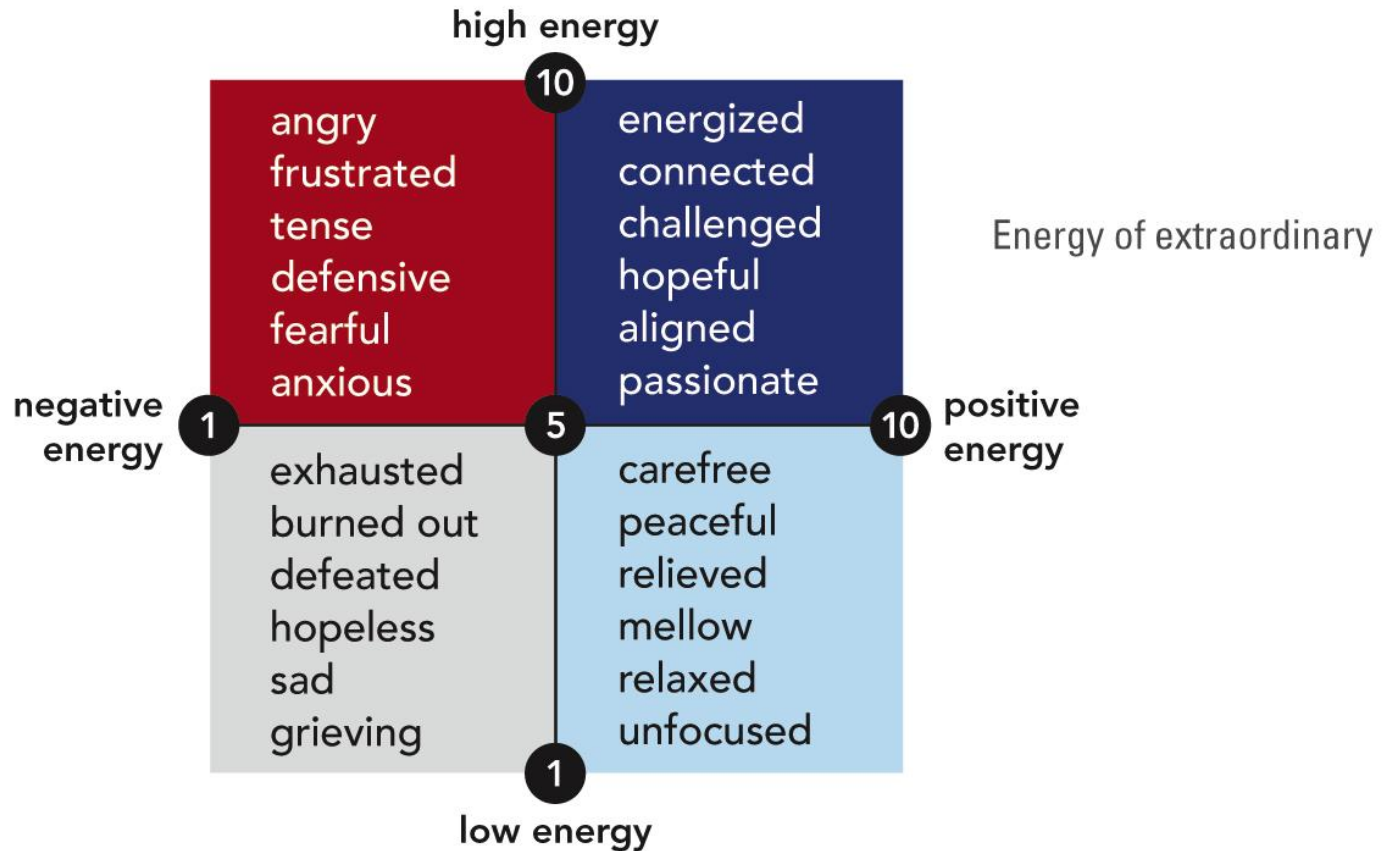 high energy
10
angry
frustrated
tense
defensive
fearful
anxious
energized
connected
challenged
hopeful
aligned
passionate
Energy of extraordinary
negative
energy
1
5
10
positive
energy
exhausted
burned out
defeated
hopeless
sad
grieving
carefree
peaceful
relieved
mellow
relaxed
unfocused
1
low energy